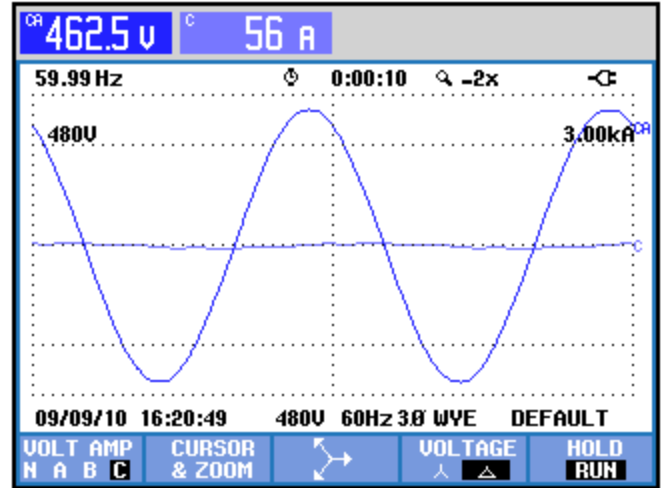 CA 462.5 V C 56 A
59.99 Hz 0:00:10 -2x
480V 3.00kA CA
C
09/09/10 16:20:49 480V 60Hz 3Ø WYE DEFAULT
VOLT AMP CURSOR VOLTAGE HOLD
N A B C & ZOOM RUN